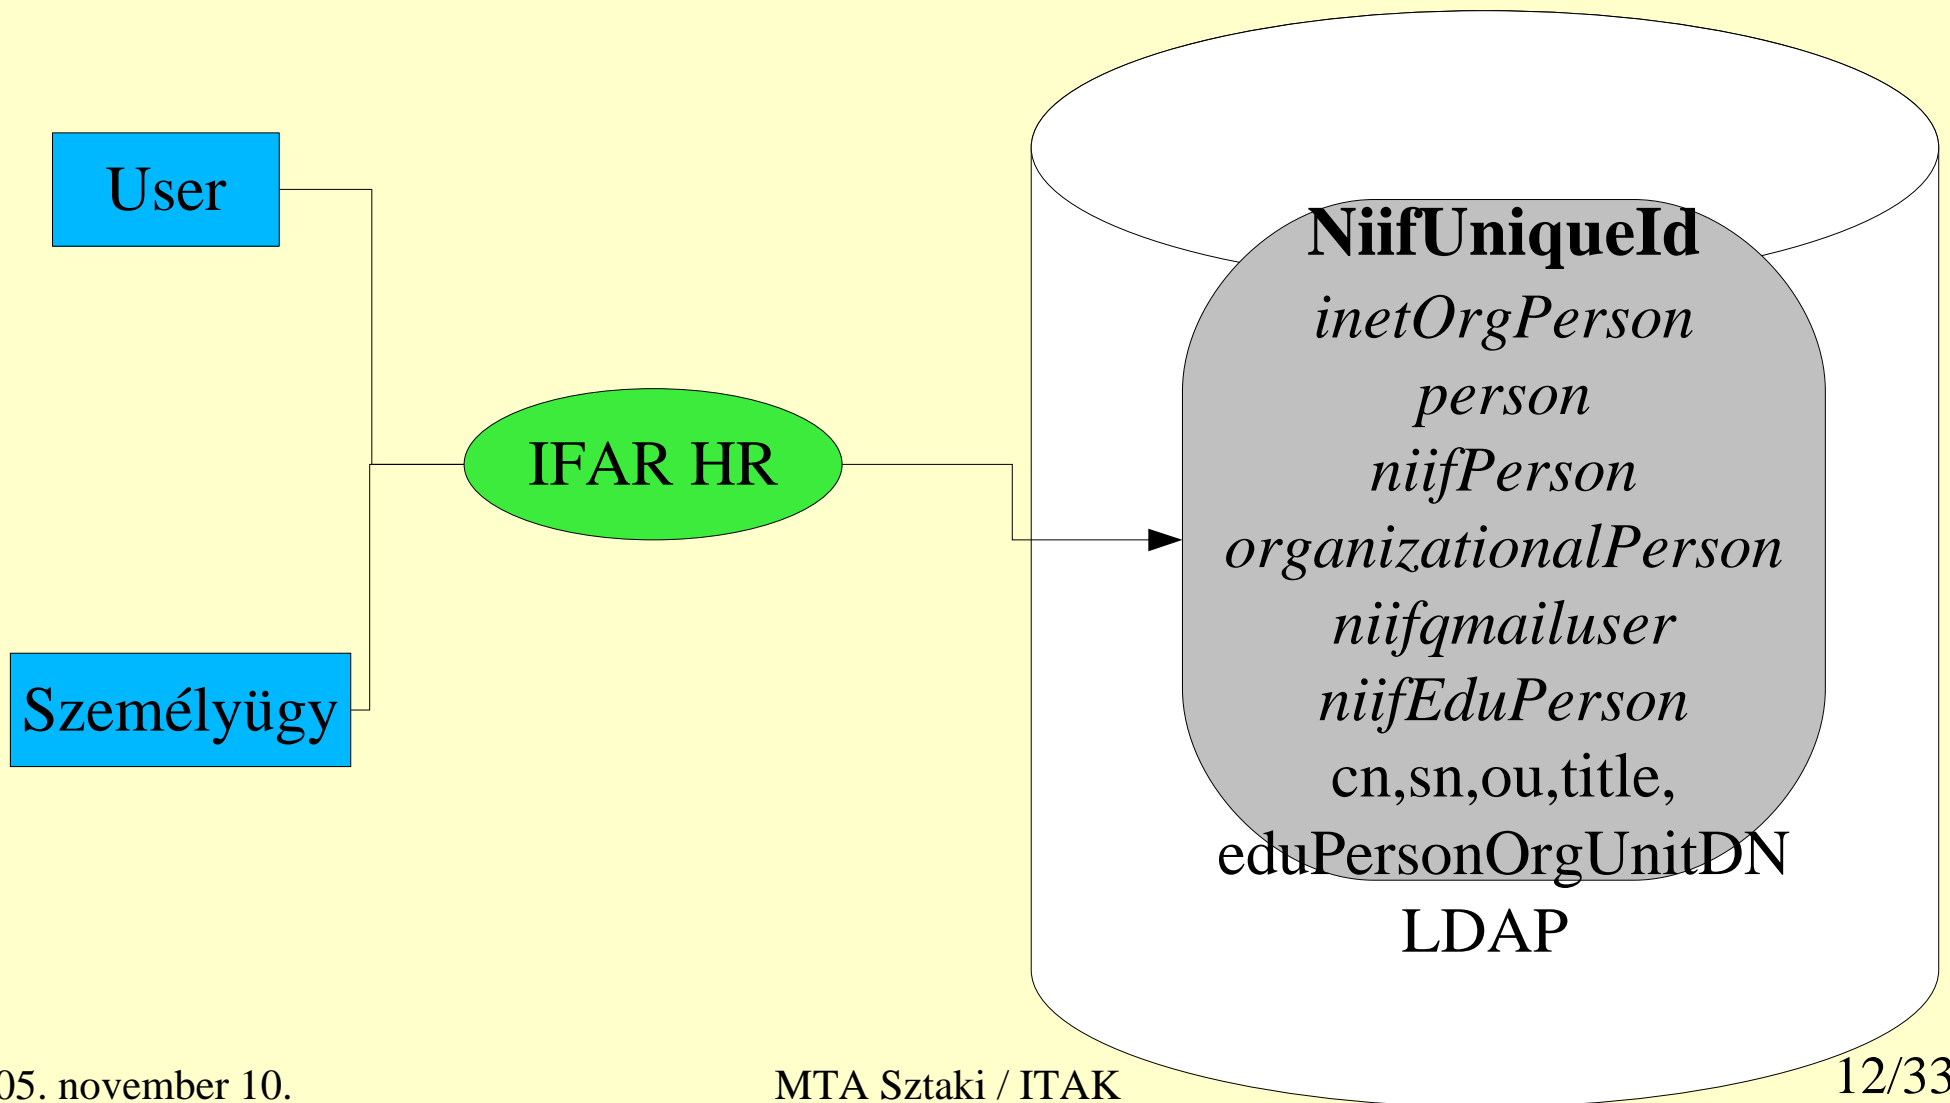 User
Személyügy
IFAR HR
NiifUniqueId
inetOrgPerson
person
niifPerson
organizationalPerson
niifqmailuser
niifEduPerson
cn,sn,ou,title,
eduPersonOrgUnitDN
LDAP
05. november 10.
MTA Sztaki / ITAK
12/33